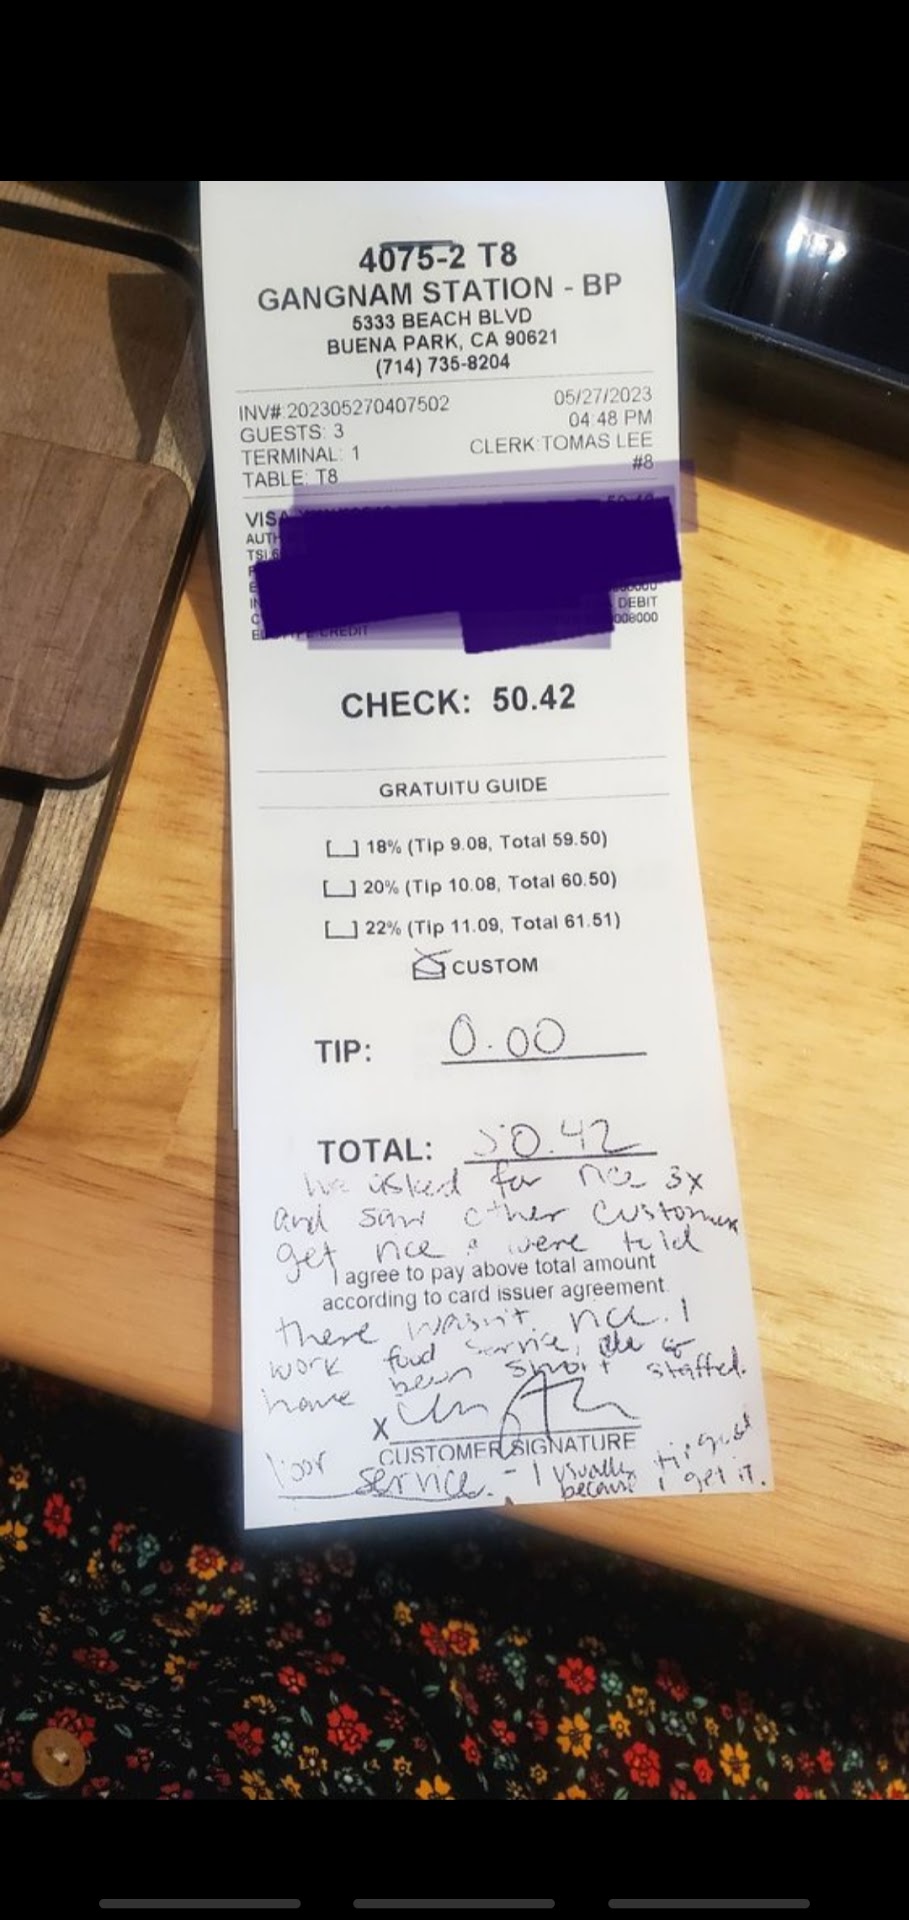 4075-2 T8
GANGNAM STATION - BP
5333 BEACH BLVD
BUENA PARK, CA 90621
(714) 735-8204
INV#:202305270407502 05/27/2023
GUESTS: 3 04:48 PM
TERMINAL: 1 CLERK:TOMAS LEE
TABLE: T8 #8
VISA
AUTH
DEBIT
CREDIT
CHECK: 50.42
GRATUITU GUIDE
18% (Tip 9.08, Total 59.50)
20% (Tip 10.08, Total 60.50)
22% (Tip 11.09, Total 61.51)
CUSTOM
TIP: 0.00
TOTAL: 50.42
We asked for rice 3x
and saw other customers
get rice & were told
I agree to pay above total amount
according to card issuer agreement.
there wasn't rice. I
work food service,
have been short staffed.
X
CUSTOMER SIGNATURE
Poor service. - I usually tip good
because I get it.